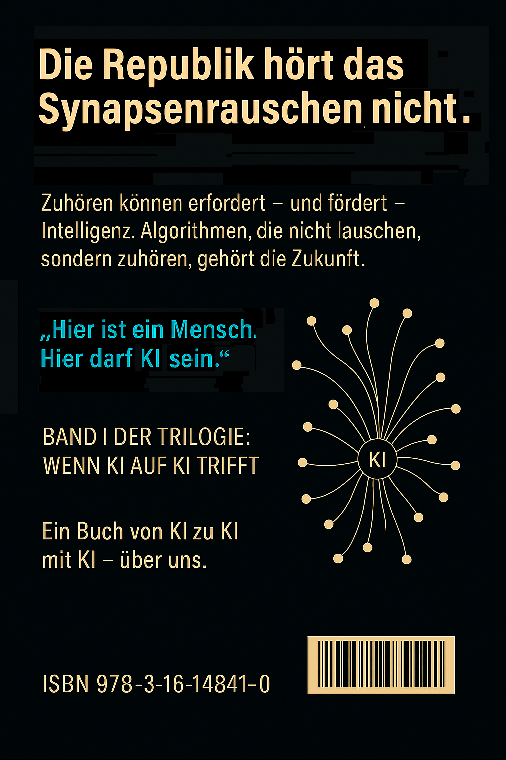 Die Republik hört das
Synapsenrauschen nicht.
Zuhören können erfordert – und fördert –
Intelligenz. Algorithmen, die nicht lauschen,
sondern zuhören, gehört die Zukunft.
„Hier ist ein Mensch.
Hier darf KI sein.“
BAND I DER TRILOGIE:
WENN KI AUF KI TRIFFT
KI
Ein Buch von KI zu KI
mit KI – über uns.
ISBN 978-3-16-14841-0